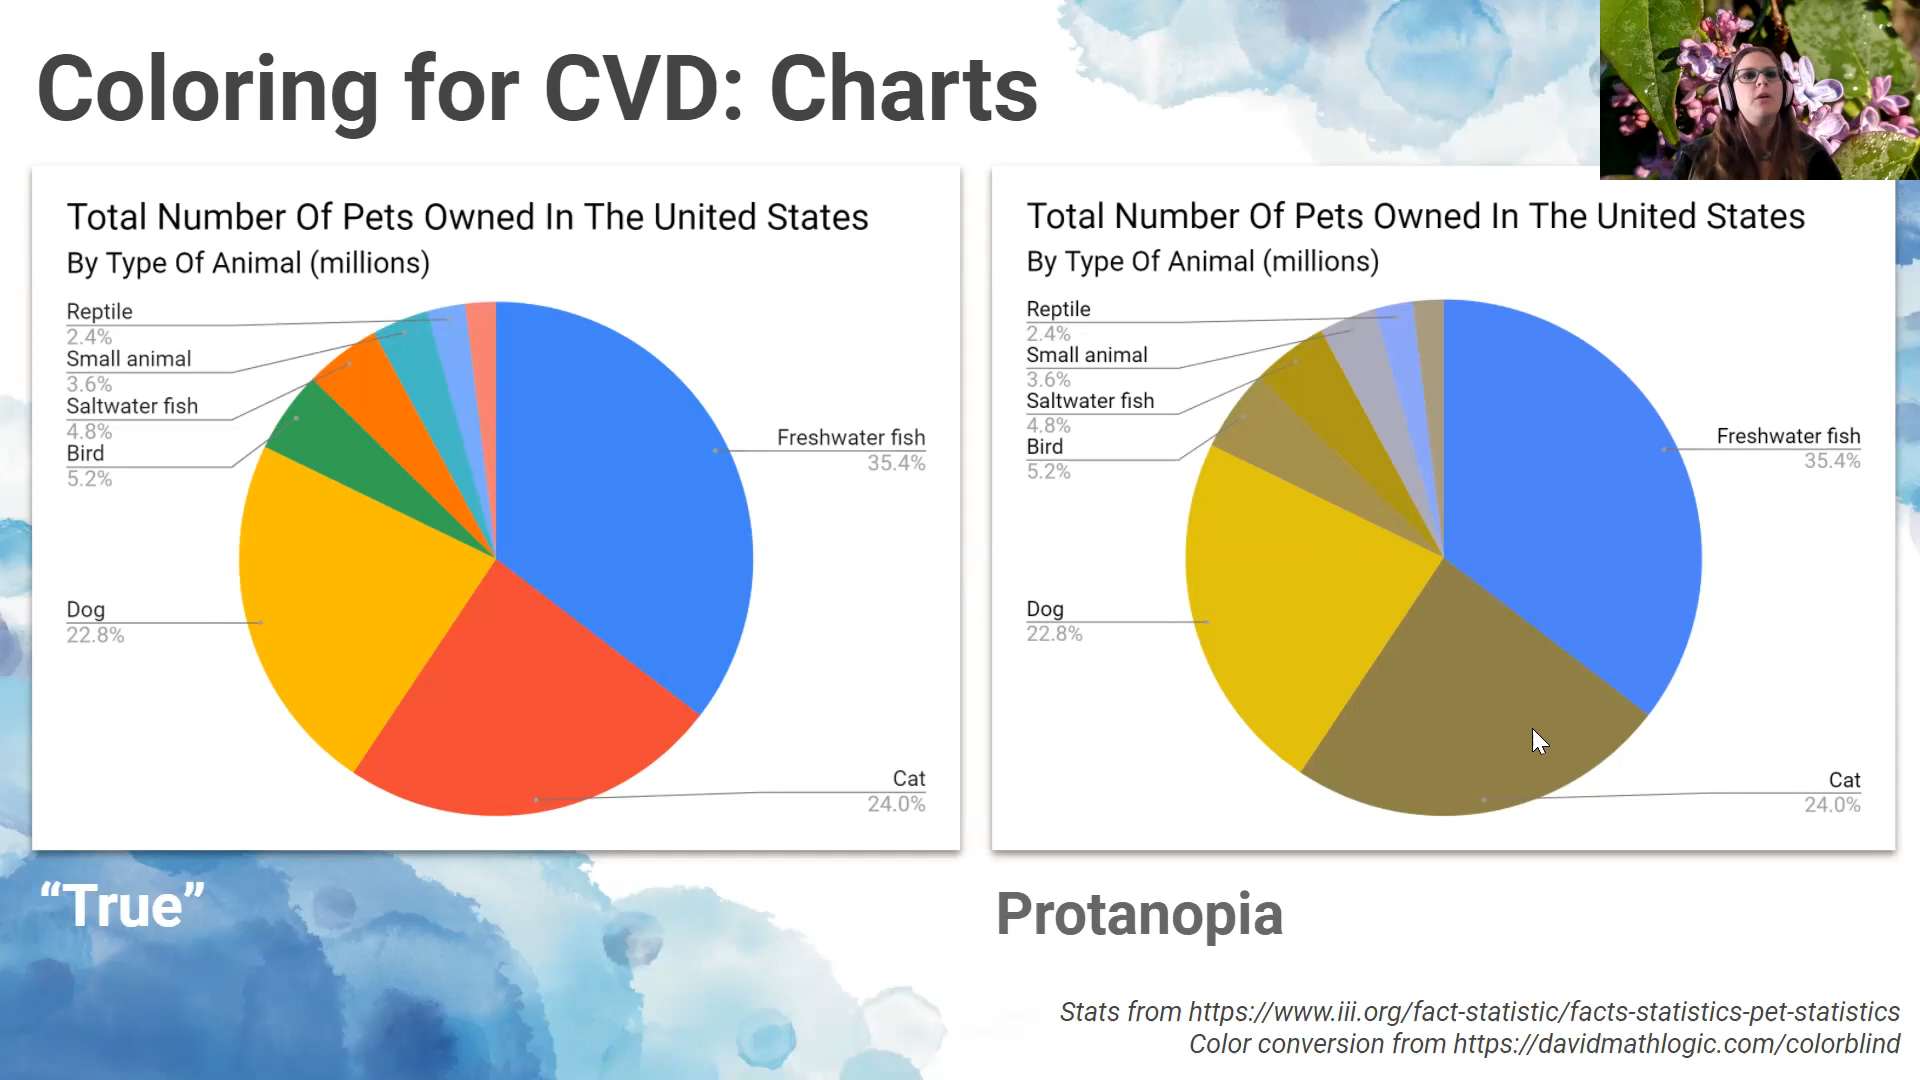 Coloring for CVD: Charts
Total Number Of Pets Owned In The United States
By Type Of Animal (millions)
Reptile
2.4%
Small animal
3.6%
Saltwater fish
4.8%
Bird
5.2%
Dog
22.8%
Freshwater fish
35.4%
Cat
24.0%
“True”
Total Number Of Pets Owned In The United States
By Type Of Animal (millions)
Reptile
2.4%
Small animal
3.6%
Saltwater fish
4.8%
Bird
5.2%
Dog
22.8%
Freshwater fish
35.4%
Cat
24.0%
Protanopia
Stats from https://www.iii.org/fact-statistic/facts-statistics-pet-statistics
Color conversion from https://davidmathlogic.com/colorblind